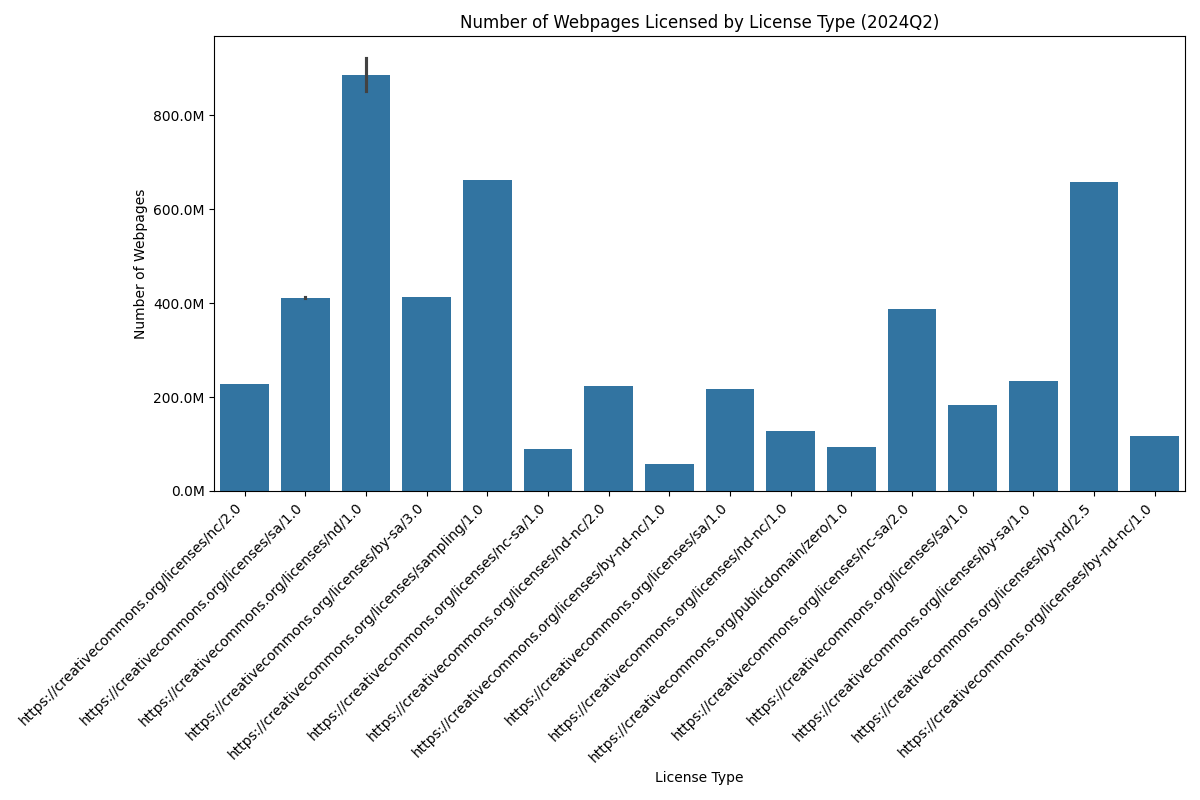 Number of Webpages Licensed by License Type (2024Q2)
Number of Webpages
800.0M
600.0M
400.0M
200.0M
0.0M
https://creativecommons.org/licenses/nc/2.0
https://creativecommons.org/licenses/sa/1.0
https://creativecommons.org/licenses/nd/1.0
https://creativecommons.org/licenses/by-sa/3.0
https://creativecommons.org/licenses/sampling/1.0
https://creativecommons.org/licenses/nc-sa/1.0
https://creativecommons.org/licenses/nd-nc/2.0
https://creativecommons.org/licenses/by-nd-nc/1.0
https://creativecommons.org/licenses/sa/1.0
https://creativecommons.org/licenses/nd-nc/1.0
https://creativecommons.org/publicdomain/zero/1.0
https://creativecommons.org/licenses/nc-sa/2.0
https://creativecommons.org/licenses/sa/1.0
https://creativecommons.org/licenses/by-sa/1.0
https://creativecommons.org/licenses/by-nd/2.5
https://creativecommons.org/licenses/by-nd-nc/1.0
License Type